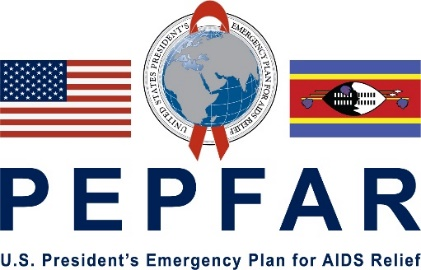 UNITED STATES PRESIDENT'S EMERGENCY PLAN FOR AIDS RELIEF
PEPFAR
U.S. President's Emergency Plan for AIDS Relief